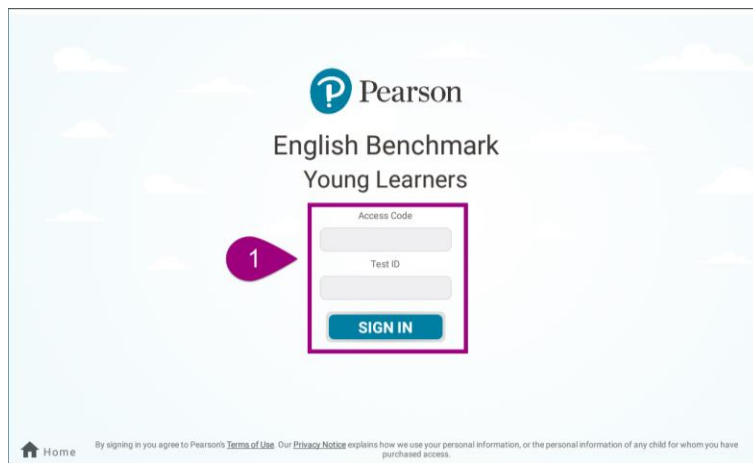 Pearson
English Benchmark
Young Learners
Access Code
1
Test ID
SIGN IN
Home
By signing in you agree to Pearson's Terms of Use. Our Privacy Notice explains how we use your personal information, or the personal information of any child for whom you have
purchased access.